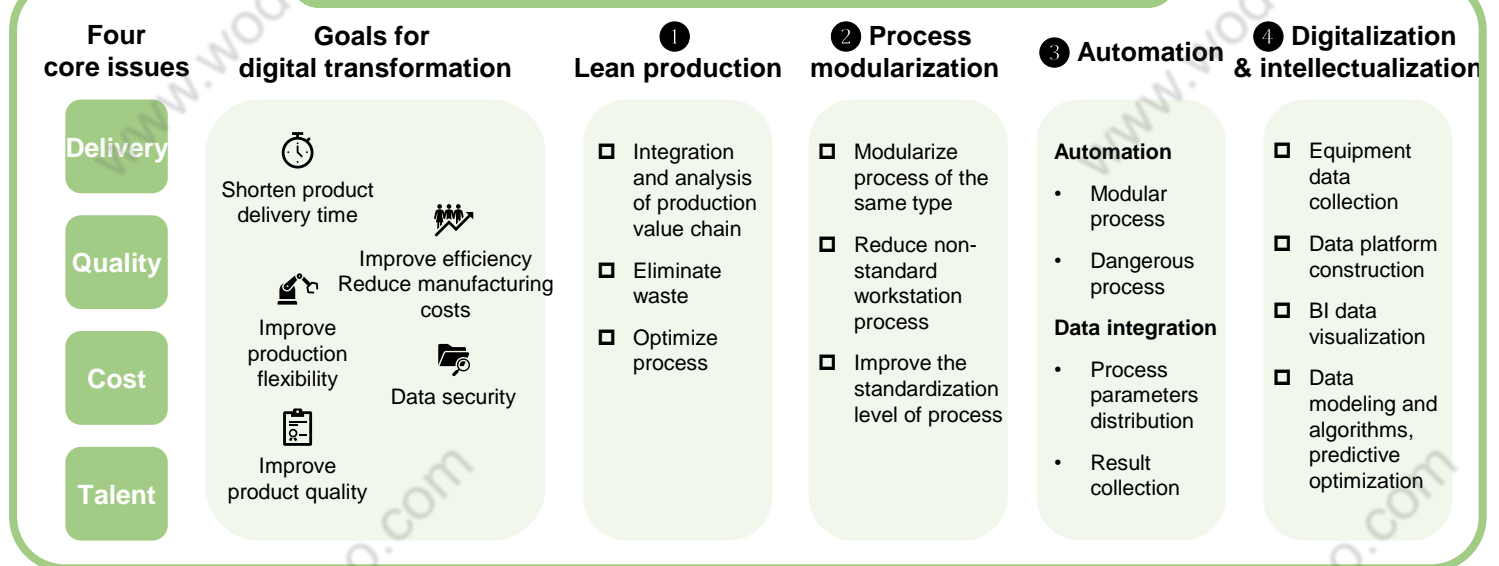 Four
core issues
Delivery
Quality
Cost
Talent
Goals for
digital transformation
Shorten product
delivery time
Improve efficiency
Reduce manufacturing
costs
Improve
production
flexibility
Data security
Improve
product quality
❶
Lean production
Integration
and analysis
of production
value chain
Eliminate
waste
Optimize
process
❷ Process
modularization
Modularize
process of the
same type
Reduce non-
standard
workstation
process
Improve the
standardization
level of process
❸ Automation
Automation
• Modular
process
• Dangerous
process
Data integration
• Process
parameters
distribution
• Result
collection
❹ Digitalization
& intellectualization
Equipment
data
collection
Data platform
construction
BI data
visualization
Data
modeling and
algorithms,
predictive
optimization